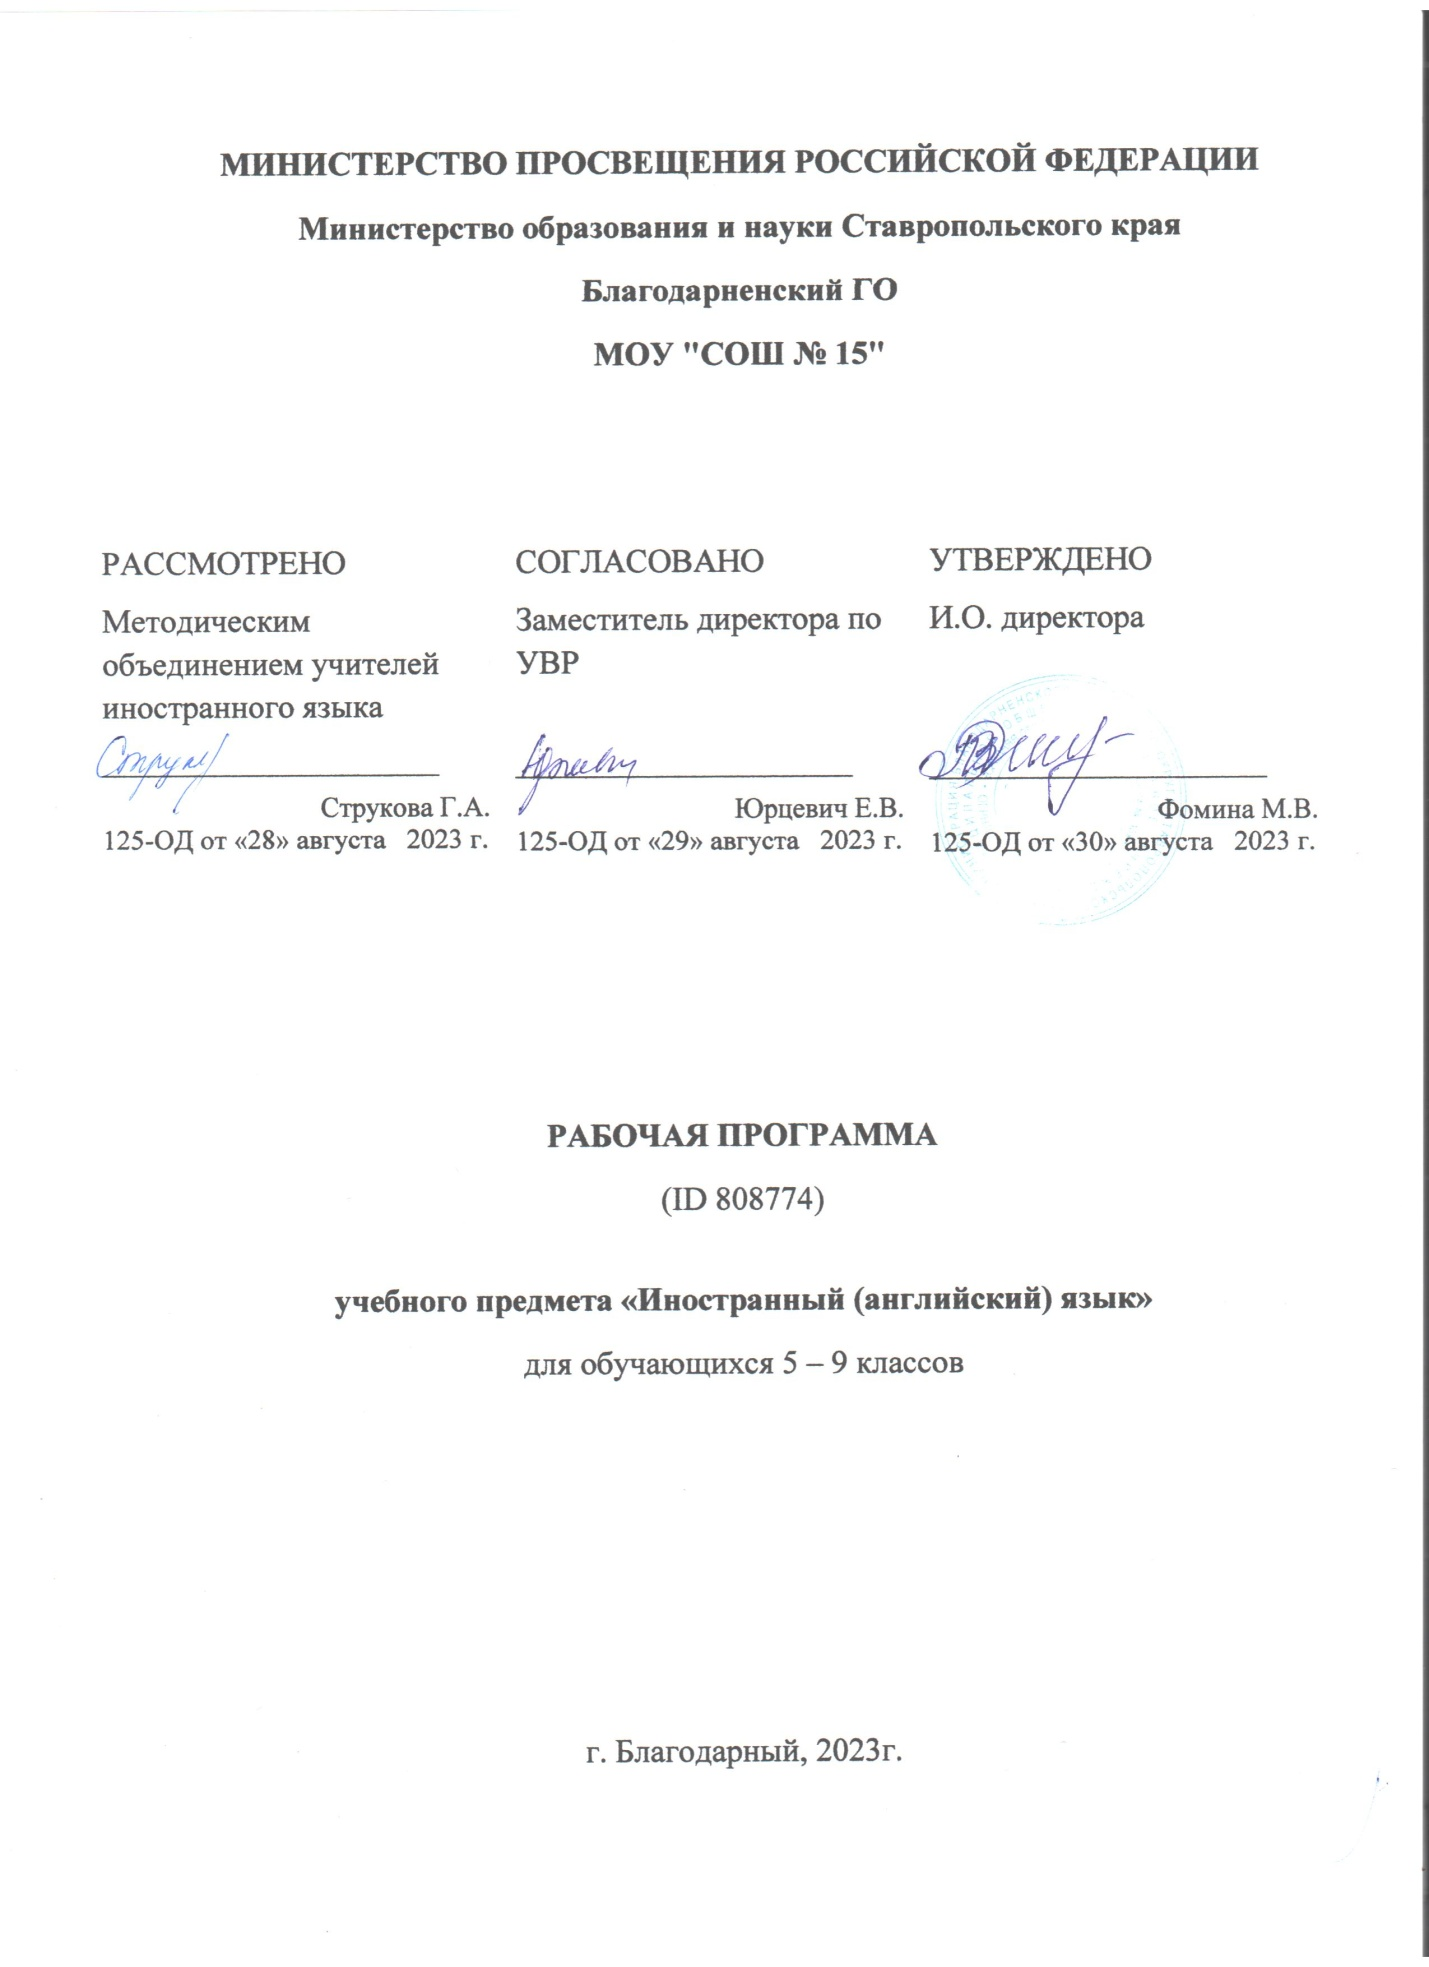 МИНИСТЕРСТВО ПРОСВЕЩЕНИЯ РОССИЙСКОЙ ФЕДЕРАЦИИ
Министерство образования и науки Ставропольского края
Благодарненский ГО
МОУ "СОШ № 15"
РАССМОТРЕНО
Методическим
объединением учителей
иностранного языка
Струкова Г.А.
125-ОД от «28» августа 2023 г.
СОГЛАСОВАНО
Заместитель директора по
УВР
Юрцевич Е.В.
125-ОД от «29» августа 2023 г.
УТВЕРЖДЕНО
И.О. директора
Фомина М.В.
125-ОД от «30» августа 2023 г.
РАБОЧАЯ ПРОГРАММА
(ID 808774)
учебного предмета «Иностранный (английский) язык»
для обучающихся 5 – 9 классов
г. Благодарный, 2023г.